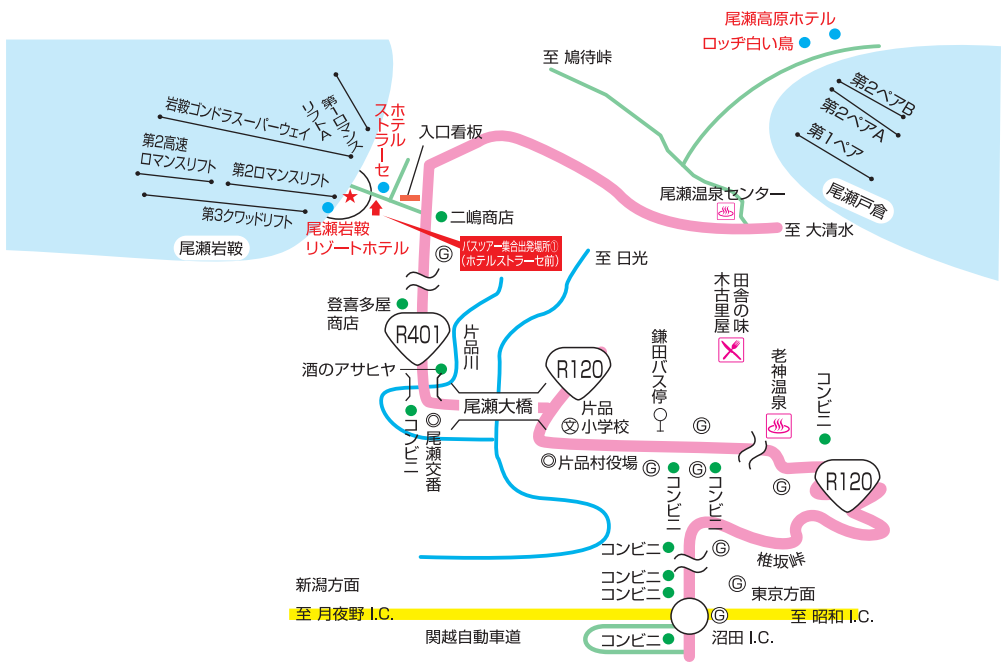 尾瀬高原ホテル
ロッヂ白い鳥
至 鳩待峠
第2ペアB
第2ペアA
第1ペア
尾瀬戸倉
岩鞍ゴンドラスーパーウェイ
第一ロマンス
リフトA
ホテル
ストラーセ
入口看板
第2高速
ロマンスリフト
第2ロマンスリフト
第3クワッドリフト
尾瀬岩鞍
リゾートホテル
尾瀬岩鞍
二嶋商店
尾瀬温泉センター
至 大清水
バスツアー集合出発場所①
(ホテルストラーセ前)
G
至 日光
登喜多屋
商店
R401
片品川
酒のアサヒヤ
コンビニ
尾瀬交番
尾瀬大橋
R120
片品
小学校
文
片品村役場
鎌田バス停
田舎の味
木古里屋
老神温泉
コンビニ
G
G
G
コンビニ
コンビニ
G
R120
椎坂峠
コンビニ
G
コンビニ
コンビニ
G
東京方面
新潟方面
至 月夜野 I.C.
G
至 昭和 I.C.
関越自動車道
コンビニ
沼田 I.C.